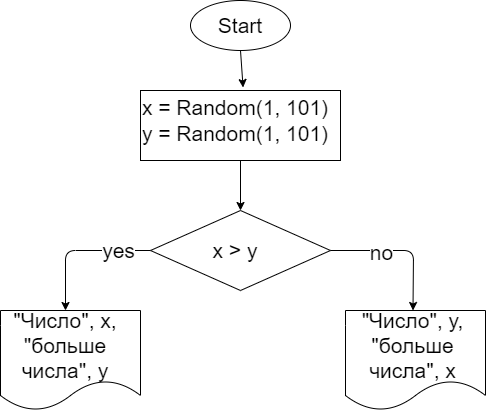 Start
x = Random(1, 101)
y = Random(1, 101)
x > y
yes
no
"Число", x,
"больше
числа", y
"Число", y,
"больше
числа", x